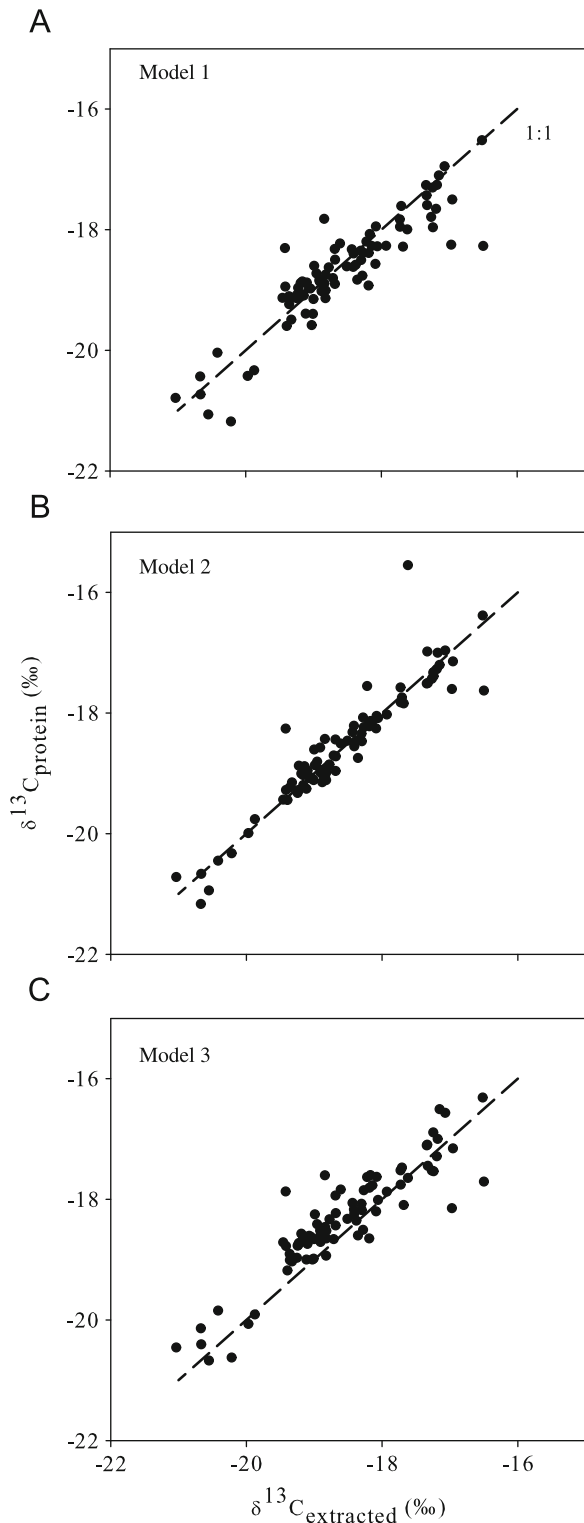 A
Model 1
1:1
-16
-18
-20
-22
B
Model 2
-16
-18
-20
-22
δ¹³Cprotein (‰)
C
Model 3
-16
-18
-20
-22
-22 -20 -18 -16
δ¹³Cextracted (‰)